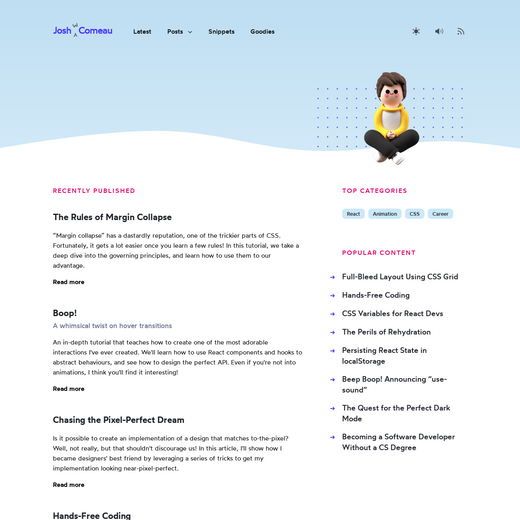 Josh w/ Comeau
Latest
Posts
Snippets
Goodies
RECENTLY PUBLISHED
The Rules of Margin Collapse
“Margin collapse” has a dastardly reputation, one of the trickier parts of CSS.
Fortunately, it gets a lot easier once you learn a few rules! In this tutorial, we take a
deep dive into the governing principles, and learn how to use them to our
advantage.
Read more
Boop!
A whimsical twist on hover transitions
An in-depth tutorial that teaches how to create one of the most adorable
interactions I've ever created. We'll learn how to use React components and hooks to
abstract behaviours, and see how to design the perfect API. Even if you're not into
animations, I think you'll find it interesting!
Read more
Chasing the Pixel-Perfect Dream
Is it possible to create an implementation of a design that matches to-the-pixel?
Well, not really, but that shouldn't discourage us! In this article, I'll show how I
became designers' best friend by leveraging a series of tricks to get my
implementation looking near-pixel-perfect.
Read more
Hands-Free Coding
TOP CATEGORIES
React
Animation
CSS
Career
POPULAR CONTENT
Full-Bleed Layout Using CSS Grid
Hands-Free Coding
CSS Variables for React Devs
The Perils of Rehydration
Persisting React State in
localStorage
Beep Boop! Announcing “use-
sound”
The Quest for the Perfect Dark
Mode
Becoming a Software Developer
Without a CS Degree